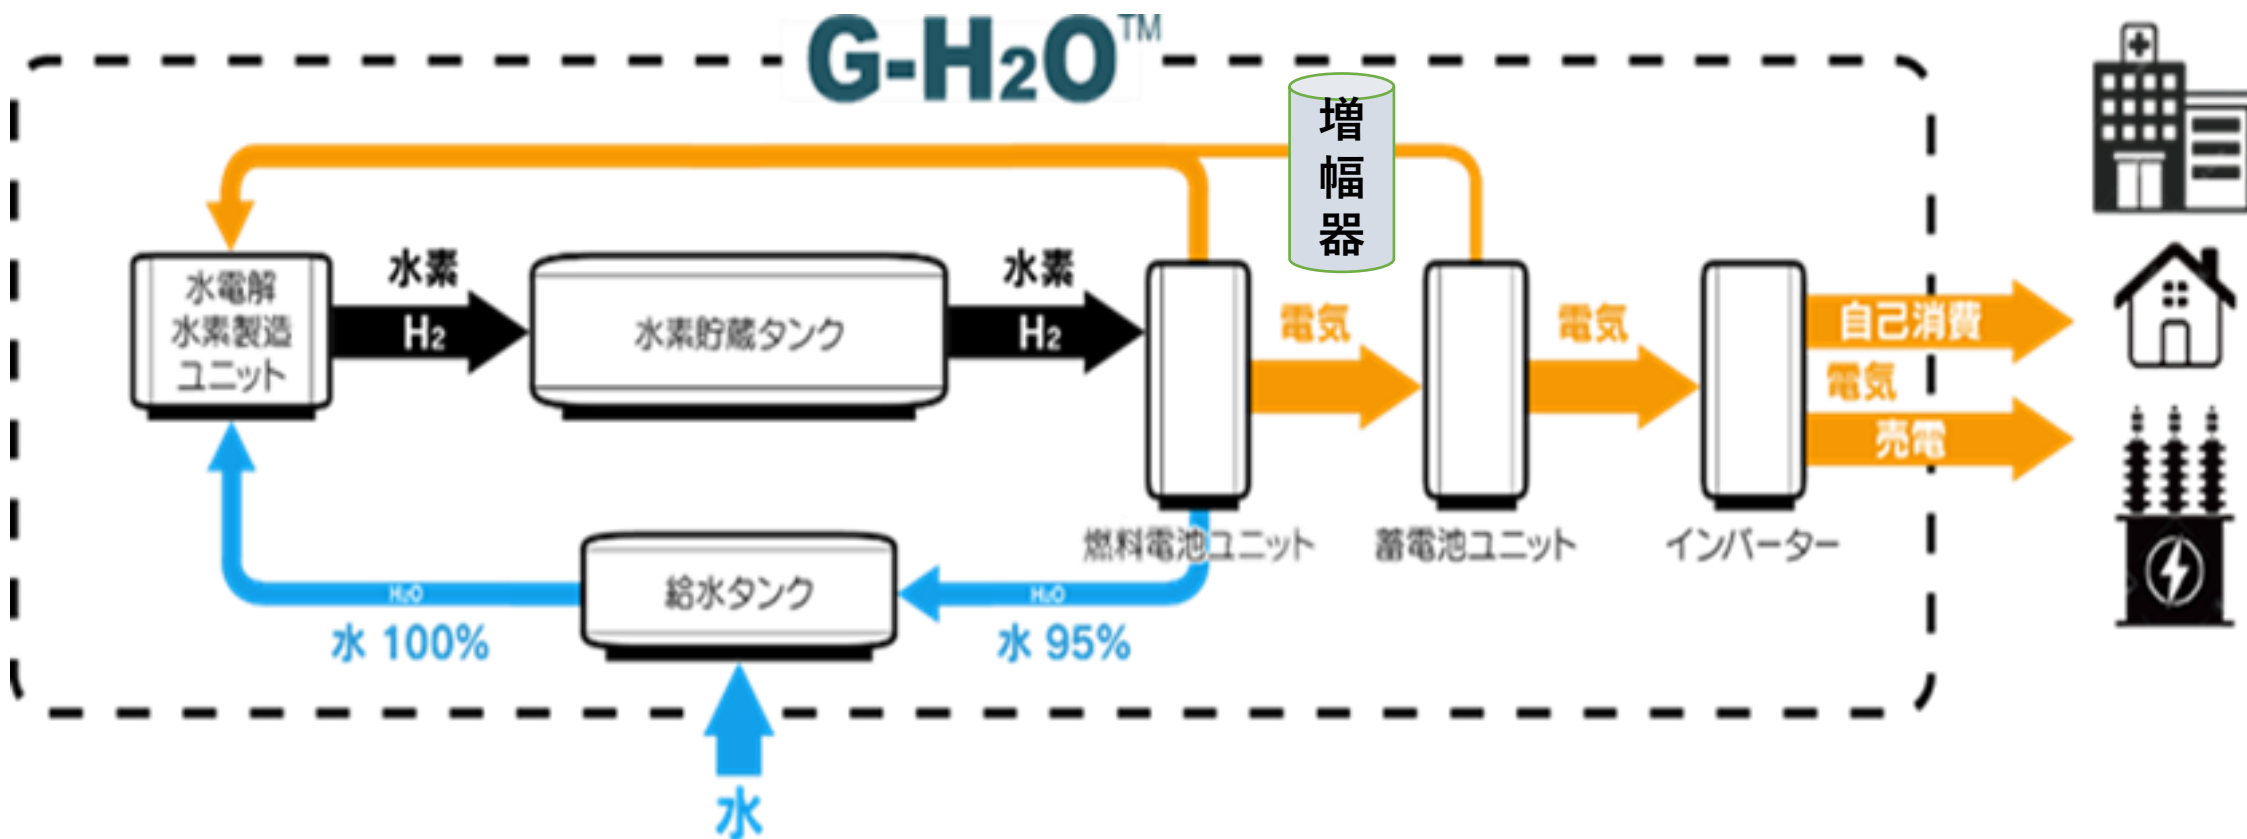 G-H2O™
増
幅
器
水電解
水素製造
ユニット
水素
H2
水素貯蔵タンク
水素
H2
電気
電気
自己消費
電気
売電
燃料電池ユニット
蓄電池ユニット
インバーター
H2O
給水タンク
H2O
水 100%
水 95%
水